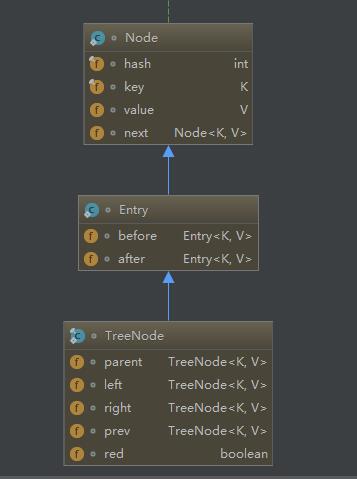 Node
hash int
key K
value V
next Node<K, V>
Entry
before Entry<K, V>
after Entry<K, V>
TreeNode
parent TreeNode<K, V>
left TreeNode<K, V>
right TreeNode<K, V>
prev TreeNode<K, V>
red boolean